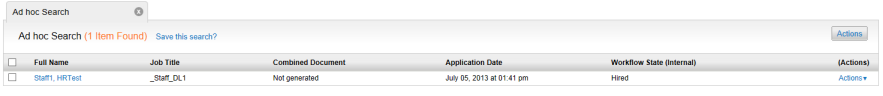 Ad hoc Search
Ad hoc Search (1 Item Found) Save this search? Actions
Full Name Job Title Combined Document Application Date Workflow State (Internal) (Actions)
Staff1, HRTest _Staff_DL1 Not generated July 05, 2013 at 01:41 pm Hired Actions